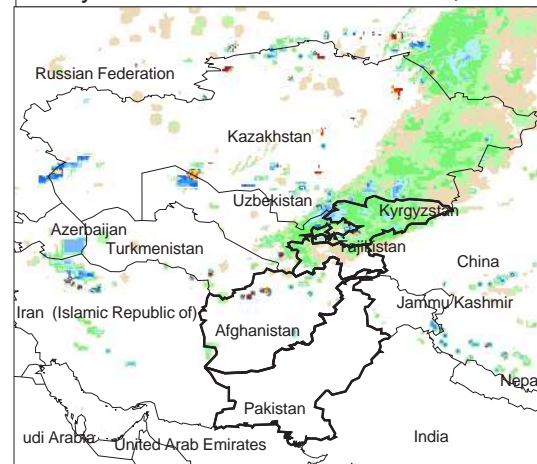 Russian Federation
Kazakhstan
Uzbekistan
Kyrgyzstan
Azerbaijan
Turkmenistan
Tajikistan
China
Jammu/Kashmir
Iran (Islamic Republic of)
Afghanistan
Nepa
Pakistan
udi Arabia
United Arab Emirates
India